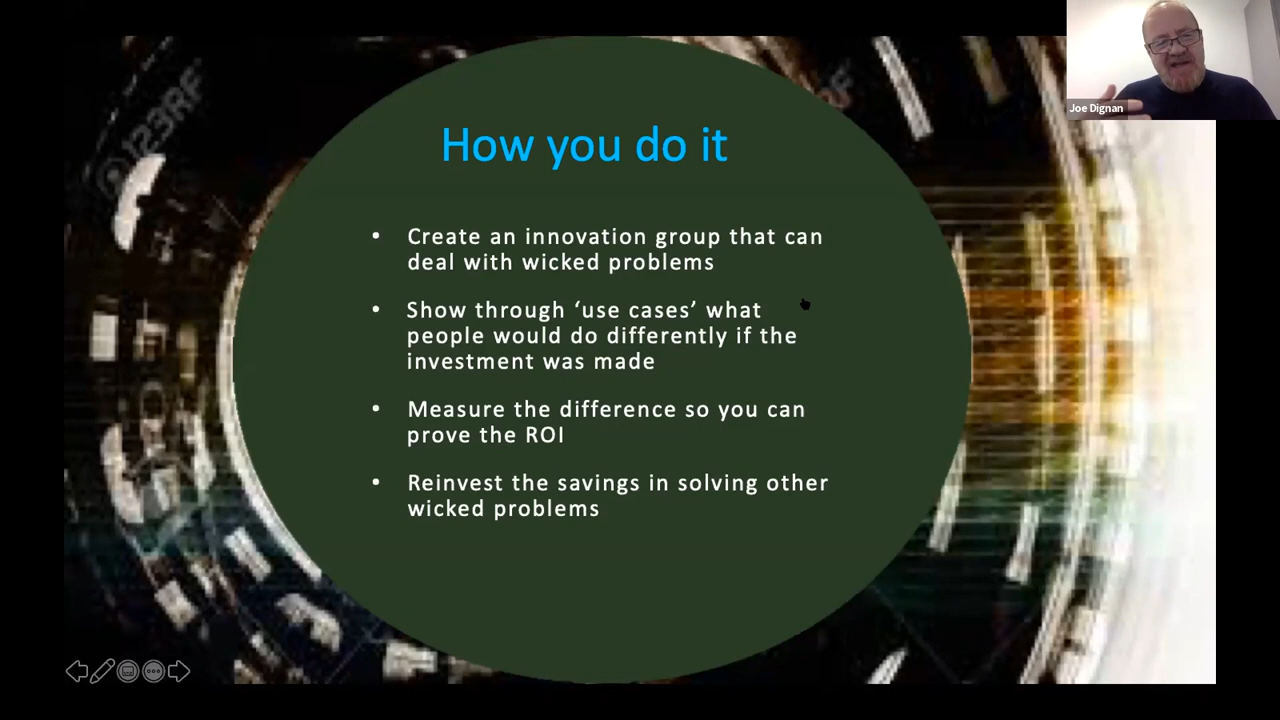 How you do it
• Create an innovation group that can
deal with wicked problems
• Show through ‘use cases’ what
people would do differently if the
investment was made
• Measure the difference so you can
prove the ROI
• Reinvest the savings in solving other
wicked problems
Joe Dignan
123RF
RF